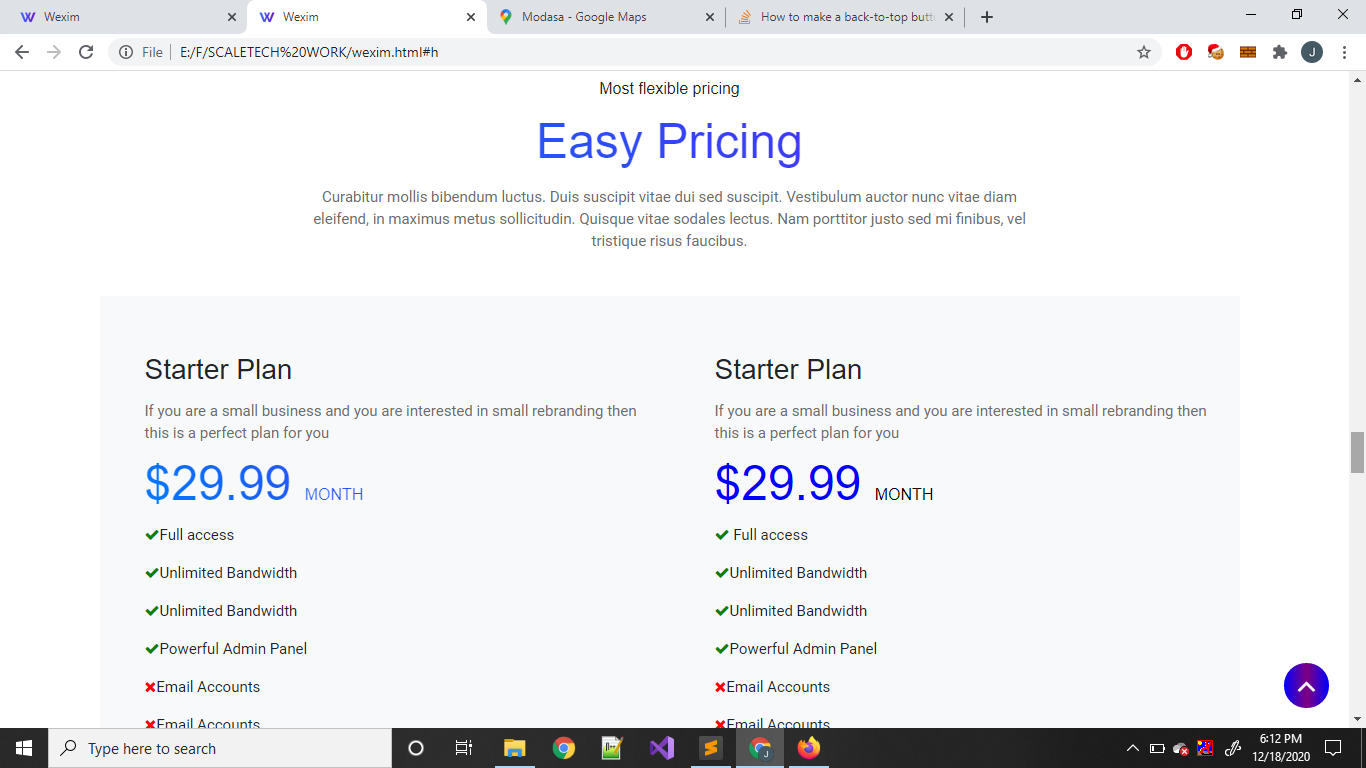 Wexim
Wexim
Modasa - Google Maps
How to make a back-to-top butt
File
E:/F/SCALETECH%20WORK/wexim.html#h
J
Most flexible pricing
Easy Pricing
Curabitur mollis bibendum luctus. Duis suscipit vitae dui sed suscipit. Vestibulum auctor nunc vitae diam
eleifend, in maximus metus sollicitudin. Quisque vitae sodales lectus. Nam porttitor justo sed mi finibus, vel
tristique risus faucibus.
Starter Plan
If you are a small business and you are interested in small rebranding then
this is a perfect plan for you
$29.99 MONTH
Full access
Unlimited Bandwidth
Unlimited Bandwidth
Powerful Admin Panel
Email Accounts
Email Accounts
Starter Plan
If you are a small business and you are interested in small rebranding then
this is a perfect plan for you
$29.99 MONTH
Full access
Unlimited Bandwidth
Unlimited Bandwidth
Powerful Admin Panel
Email Accounts
Email Accounts
Type here to search
6:12 PM
12/18/2020